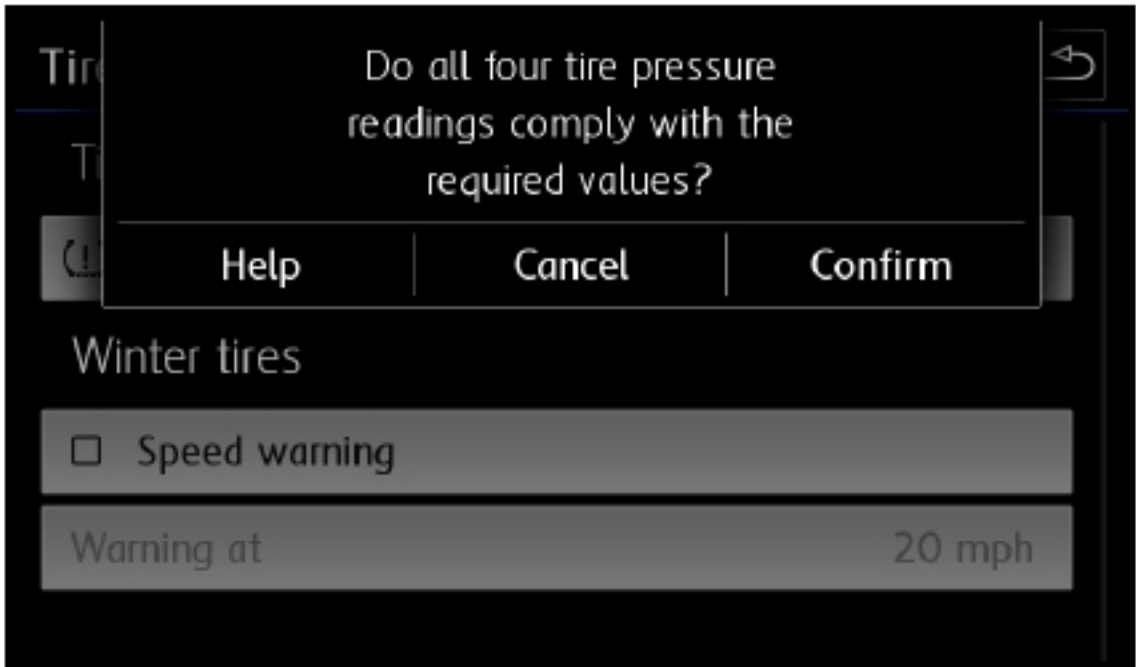 Do all four tire pressure
readings comply with the
required values?
Help Cancel Confirm
Winter tires
Speed warning
Warning at 20 mph